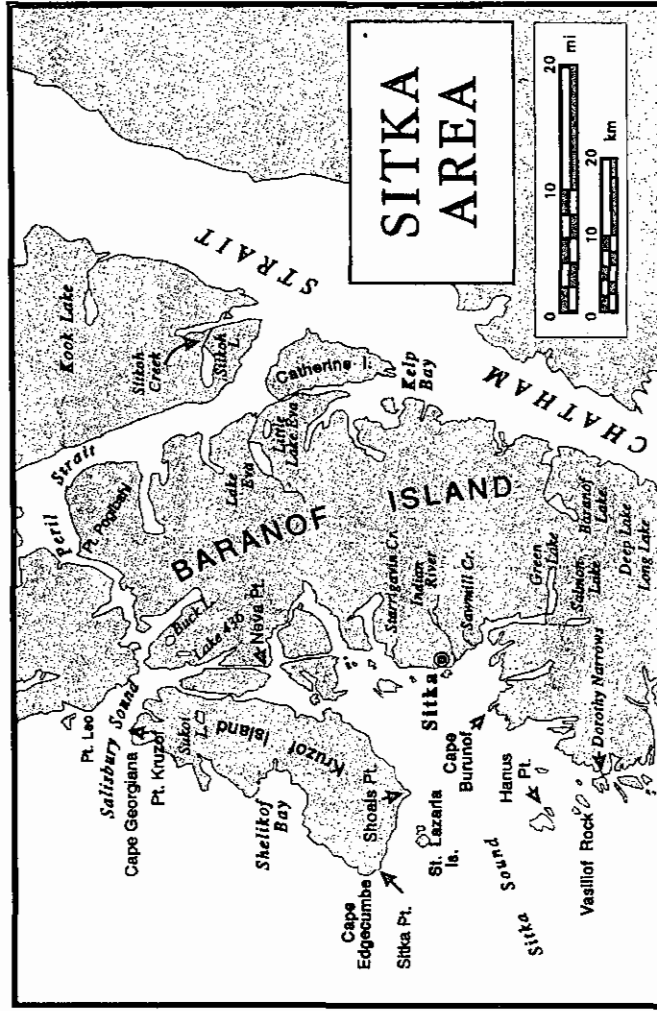 SITKA
AREA
0 10 20
mi
0 10 20
km
Kook Lake
Sitkoh
Creek
Sitkoh
L.
STRAIT
CHATHAM
Catherine I.
Kelp
Bay
Peril Strait
Pt. Pogibshi
Lake
Eva
Little
Lake Eva
BARANOF ISLAND
Pt. Leo
Salisbury Sound
Cape Georgiana
Pt. Kruzof
Sukoi
L.
Buck L.
Lake 436
Neva Pt.
Kruzof
Island
Shelikof
Bay
Shoals Pt.
Cape
Edgecumbe
Sitka Pt.
St. Lazaria
Is.
Starrigavin Cr.
Indian
River
Sawmill Cr.
Sitka
Cape
Burunof
Hanus
Pt.
Sitka Sound
Vasiliof Rock
Dorothy Narrows
Green
Lake
Salmon
Lake
Baranof
Lake
Deep Lake
Long Lake